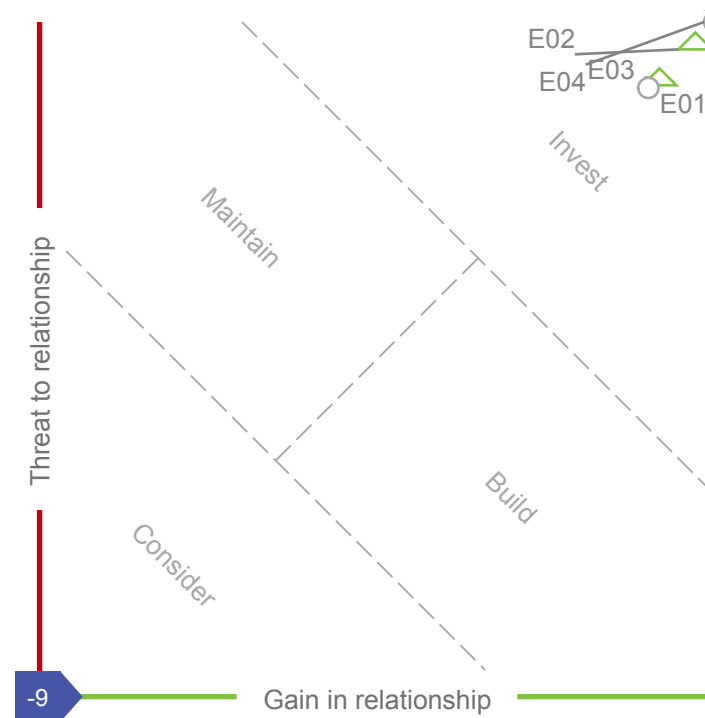 E02
E03
E04
E01
Invest
Maintain
Threat to relationship
Build
Consider
-9
Gain in relationship